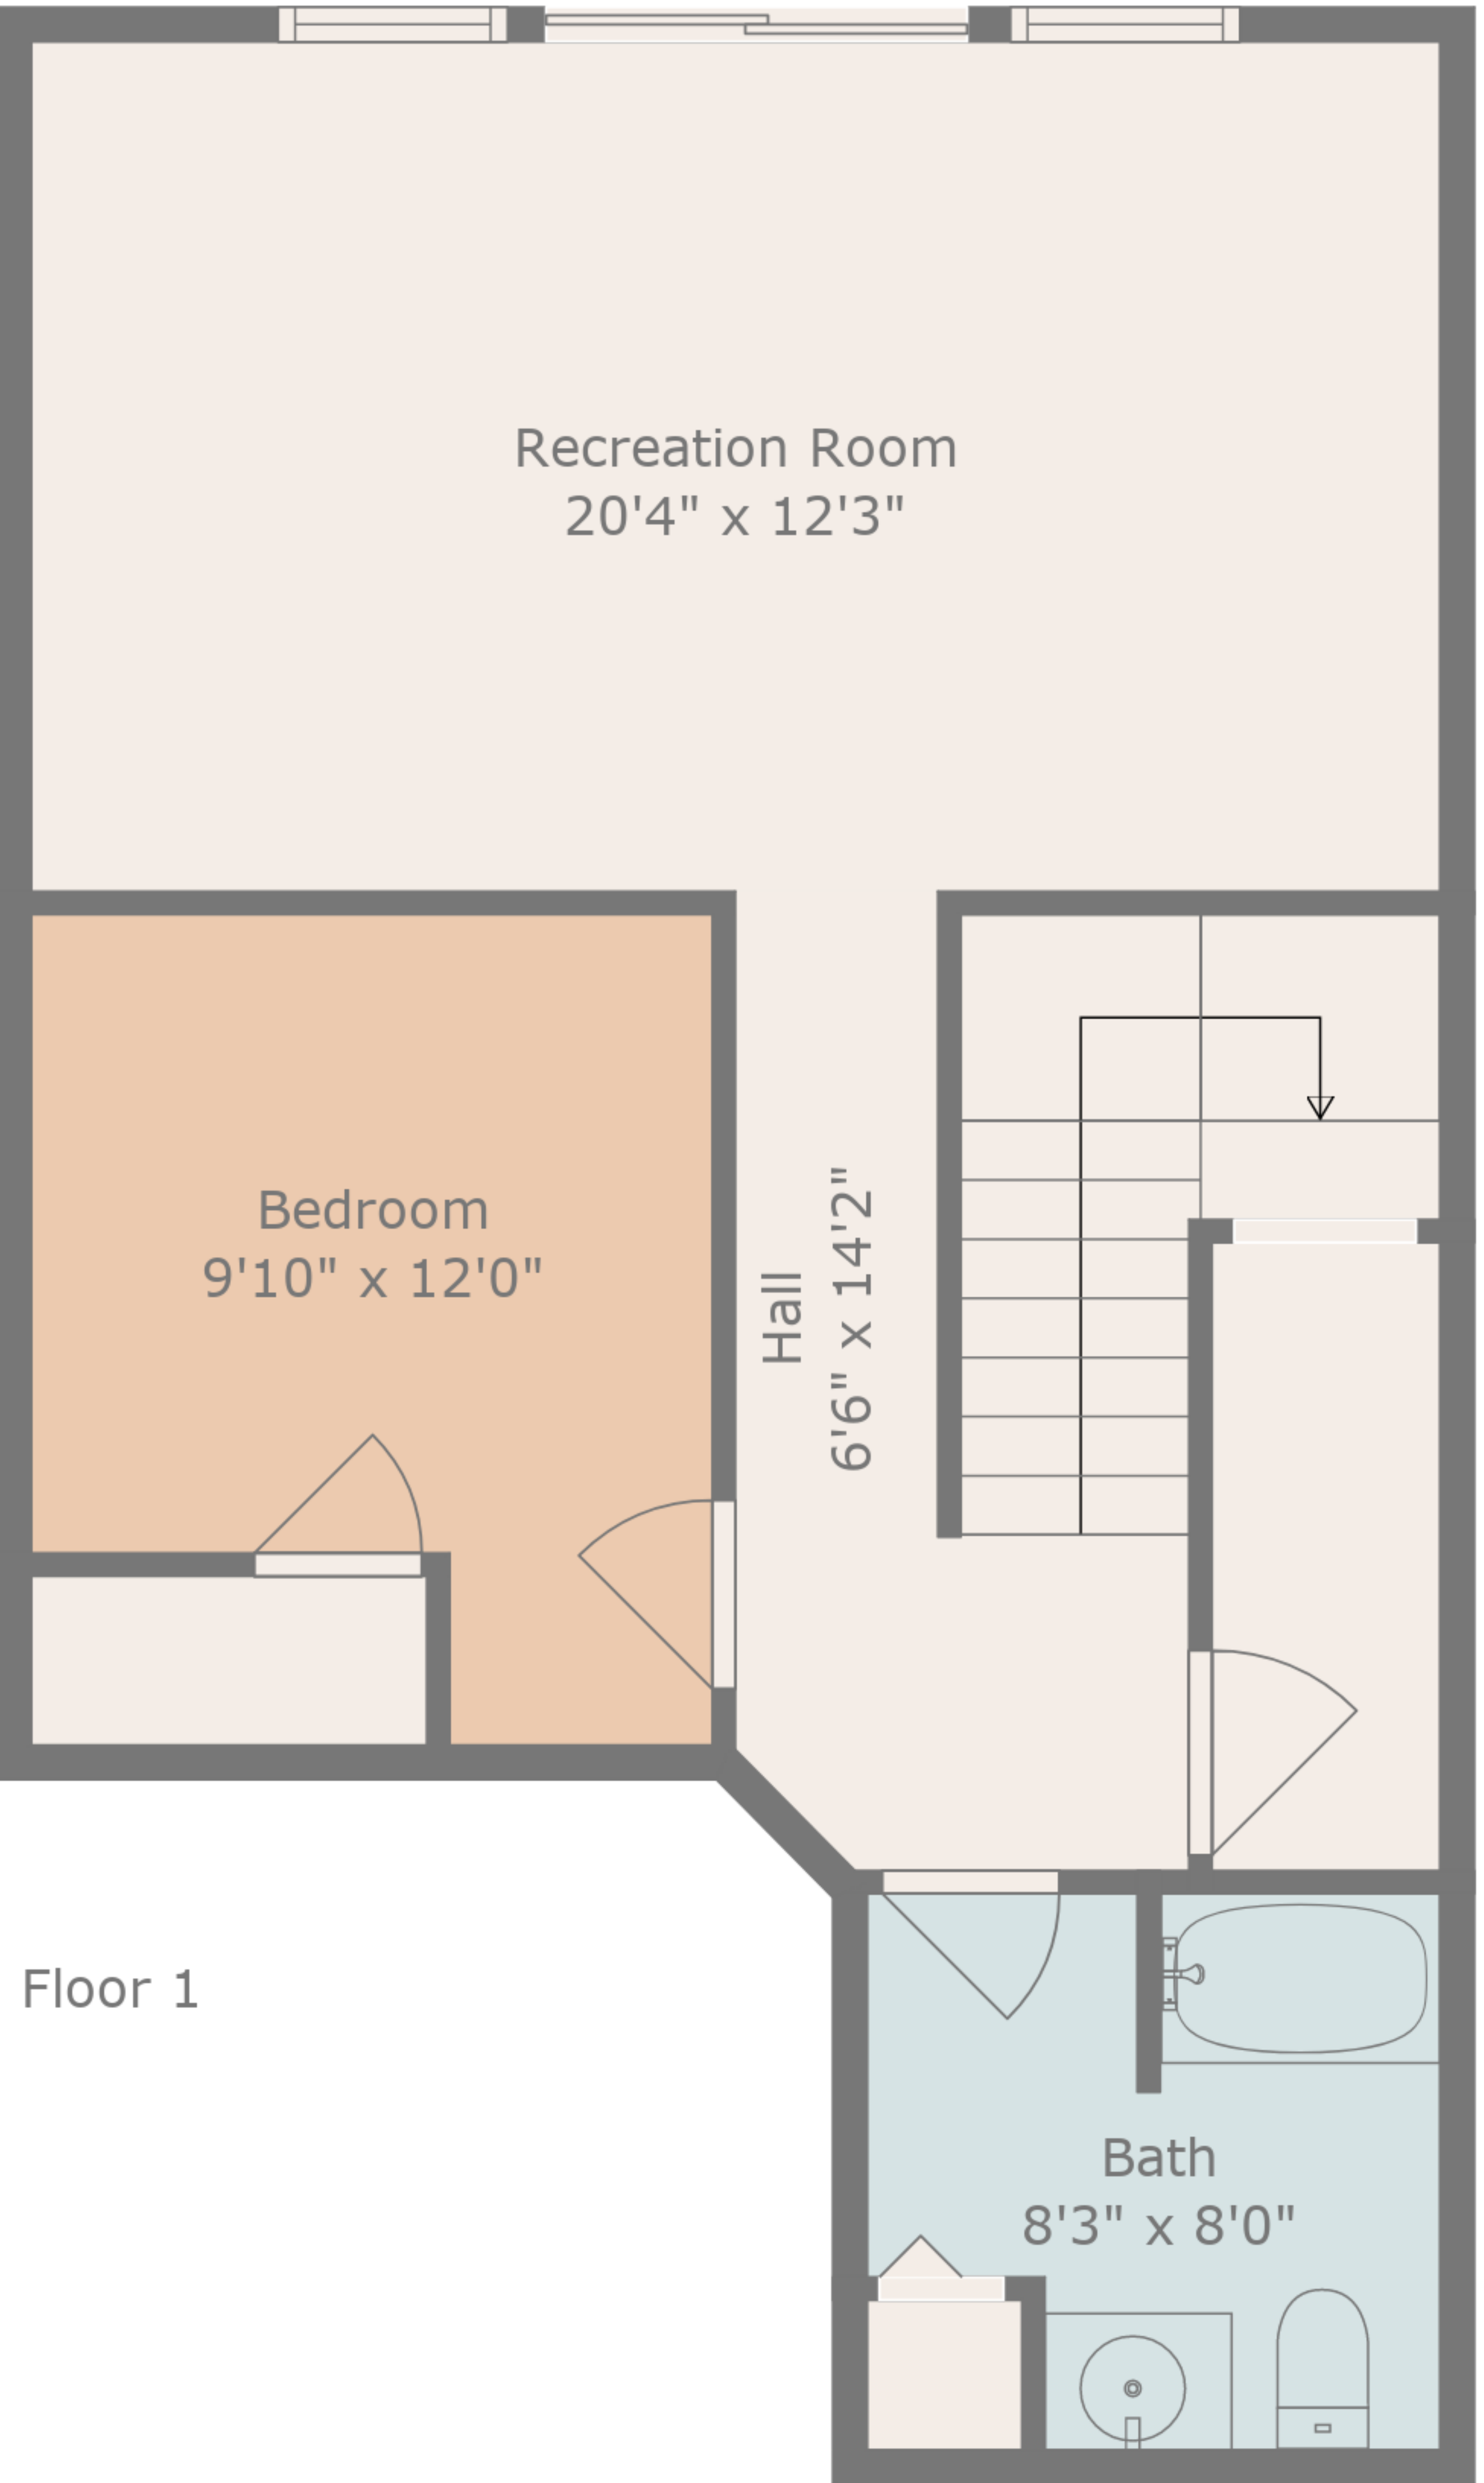 Recreation Room
20'4" x 12'3"
Bedroom
9'10" x 12'0"
Hall
6'6" x 14'2"
Floor 1
Bath
8'3" x 8'0"